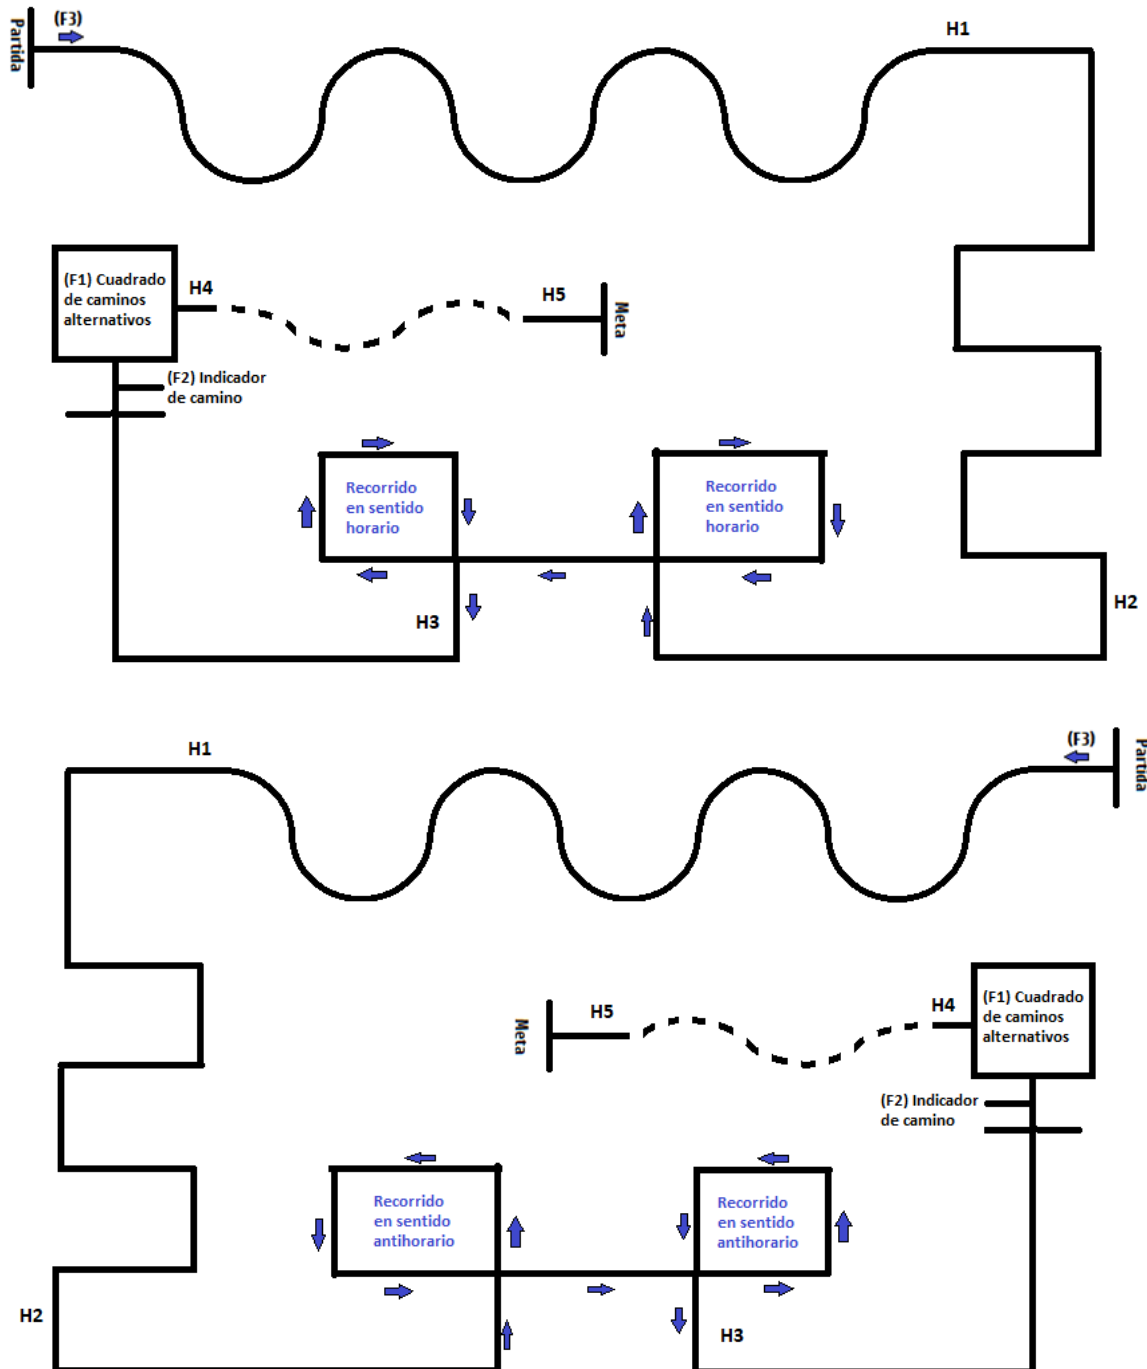 Partida
(F3)
H1
(F1) Cuadrado
de caminos
alternativos
H4
H5
Meta
(F2) Indicador
de camino
Recorrido
en sentido
horario
Recorrido
en sentido
horario
H3
H2
H1
(F3)
Partida
H5
Meta
H4
(F1) Cuadrado
de caminos
alternativos
(F2) Indicador
de camino
Recorrido
en sentido
antihorario
Recorrido
en sentido
antihorario
H2
H3